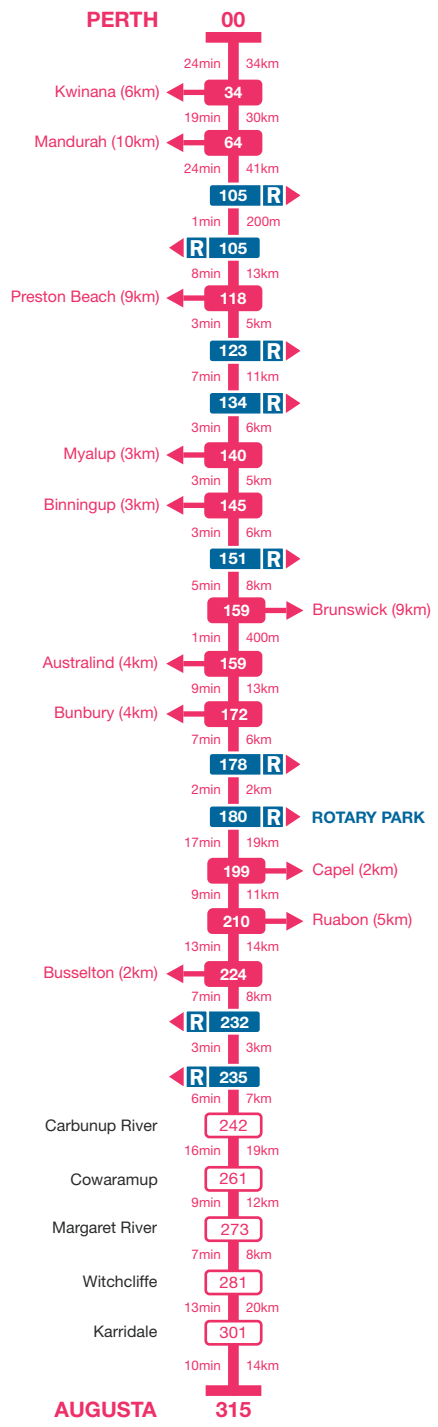 PERTH 00
24min 34km
Kwinana (6km) 34
19min 30km
Mandurah (10km) 64
24min 41km
105 R
1min 200m
R 105
8min 13km
Preston Beach (9km) 118
3min 5km
123 R
7min 11km
134 R
3min 6km
Myalup (3km) 140
3min 5km
Binningup (3km) 145
3min 6km
151 R
5min 8km
159 Brunswick (9km)
1min 400m
Australind (4km) 159
9min 13km
Bunbury (4km) 172
7min 6km
178 R
2min 2km
180 R ROTARY PARK
17min 19km
199 Capel (2km)
9min 11km
210 Ruabon (5km)
13min 14km
Busselton (2km) 224
7min 8km
R 232
3min 3km
R 235
6min 7km
Carbunup River 242
16min 19km
Cowaramup 261
9min 12km
Margaret River 273
7min 8km
Witchcliffe 281
13min 20km
Karridale 301
10min 14km
AUGUSTA 315